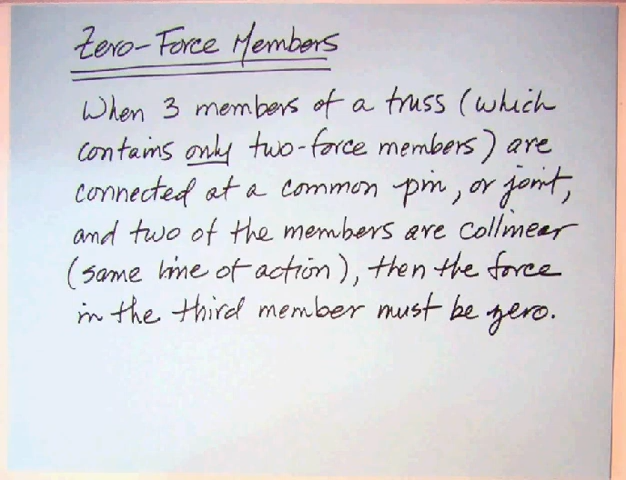 Zero-Force Members
When 3 members of a truss (which
contains only two-force members) are
connected at a common pin, or joint,
and two of the members are collinear
(same line of action), then the force
in the third member must be zero.